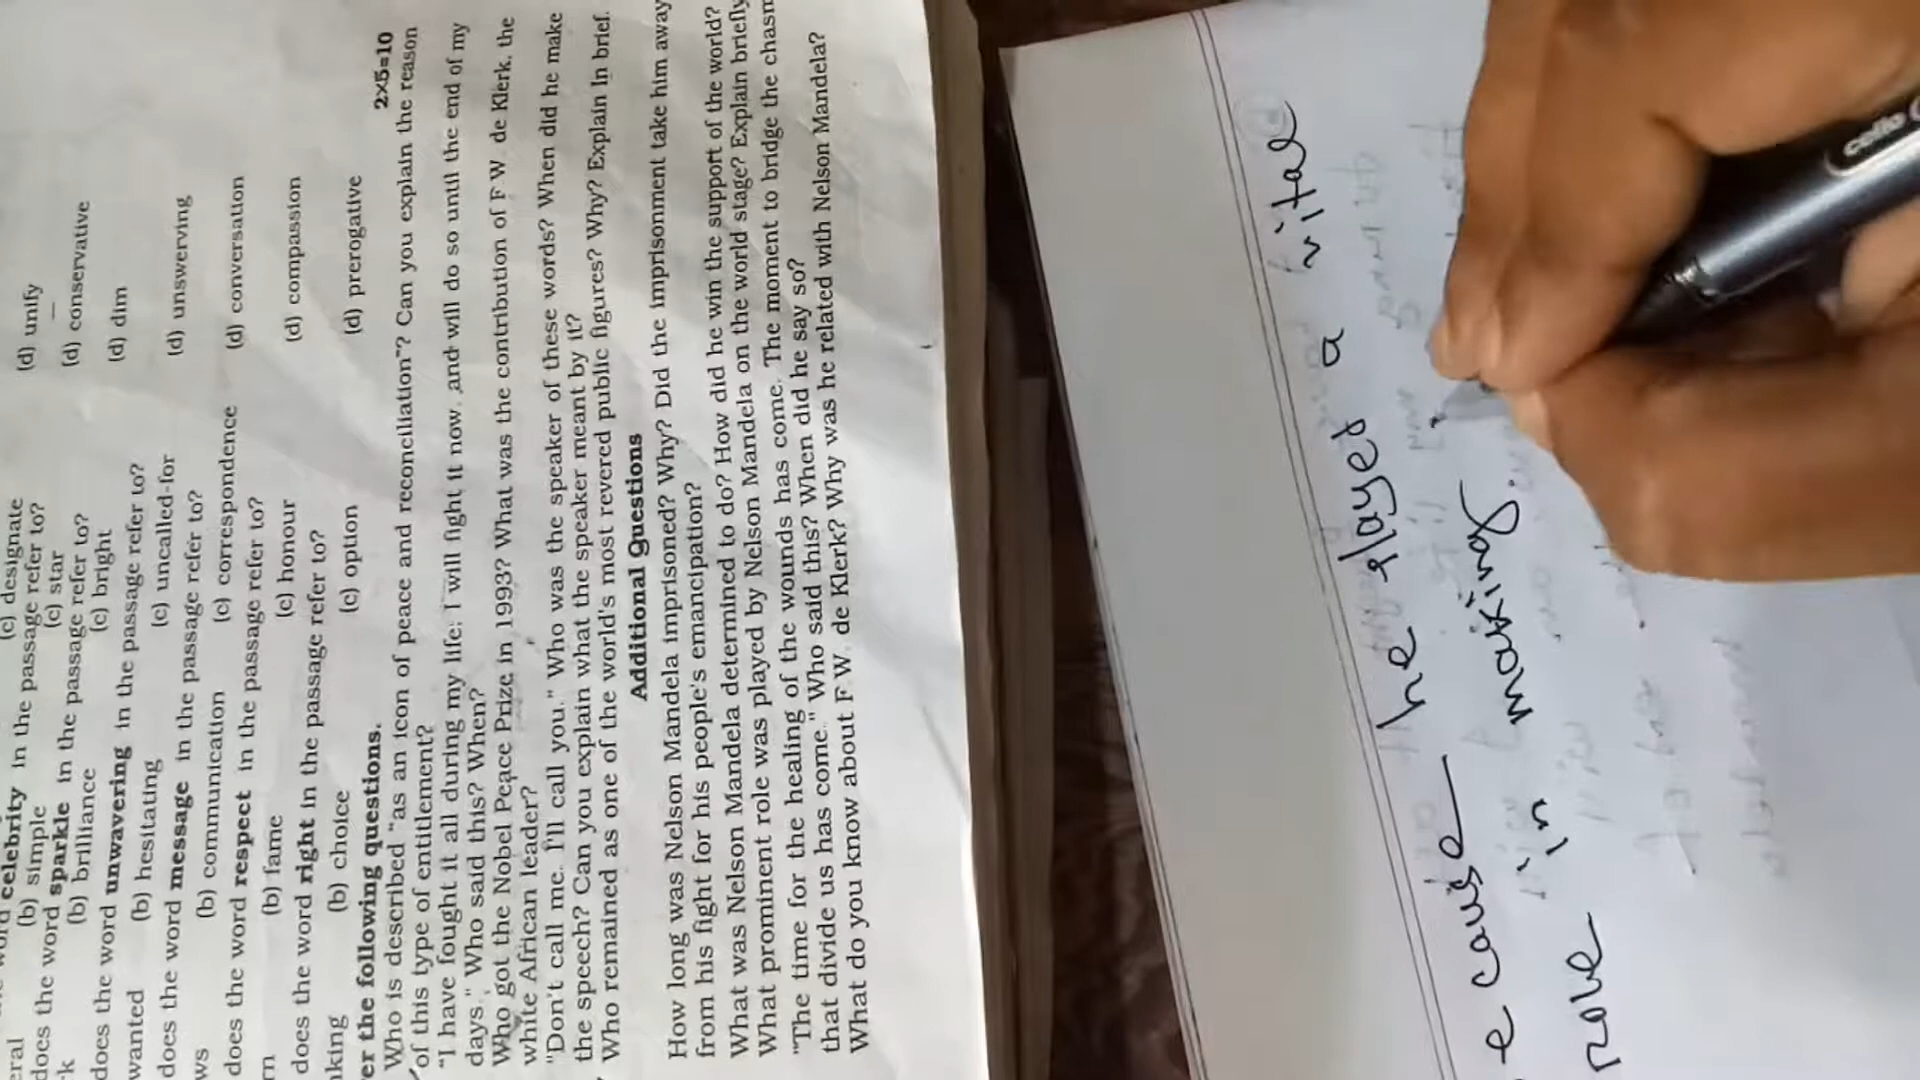 (c) designate
celebrity in the passage refer to?
(b) simple (c) star (d) unify
does the word sparkle in the passage refer to?
(b) brilliance (c) bright (d) conservative
does the word unwavering in the passage refer to?
(d) dim
wanted (b) hesitating (c) uncalled-for (d) unswerving
does the word message in the passage refer to?
ws (b) communication (c) correspondence (d) conversation
does the word respect in the passage refer to?
(b) fame (c) honour (d) compassion
does the word right in the passage refer to?
king (b) choice (c) option (d) prerogative
er the following questions. 2×5=10
Who is described "as an icon of peace and reconciliation"? Can you explain the reason
of this type of entitlement?
"I have fought it all during my life; I will fight it now, and will do so until the end of my
days." Who said this? When?
Who got the Nobel Peace Prize in 1993? What was the contribution of F W. de Klerk, the
white African leader?
"Don't call me. I'll call you." Who was the speaker of these words? When did he make
the speech? Can you explain what the speaker meant by it?
Who remained as one of the world's most revered public figures? Why? Explain In brief.
Additional Questions
How long was Nelson Mandela imprisoned? Why? Did the imprisonment take him away
from his fight for his people's emancipation?
What was Nelson Mandela determined to do? How did he win the support of the world?
What prominent role was played by Nelson Mandela on the world stage? Explain briefly
"The time for the healing of the wounds has come. The moment to bridge the chasm
that divide us has come." Who said this? When did he say so?
What do you know about F W. de Klerk? Why was he related with Nelson Mandela?
cause he played a vital
role in making
cello